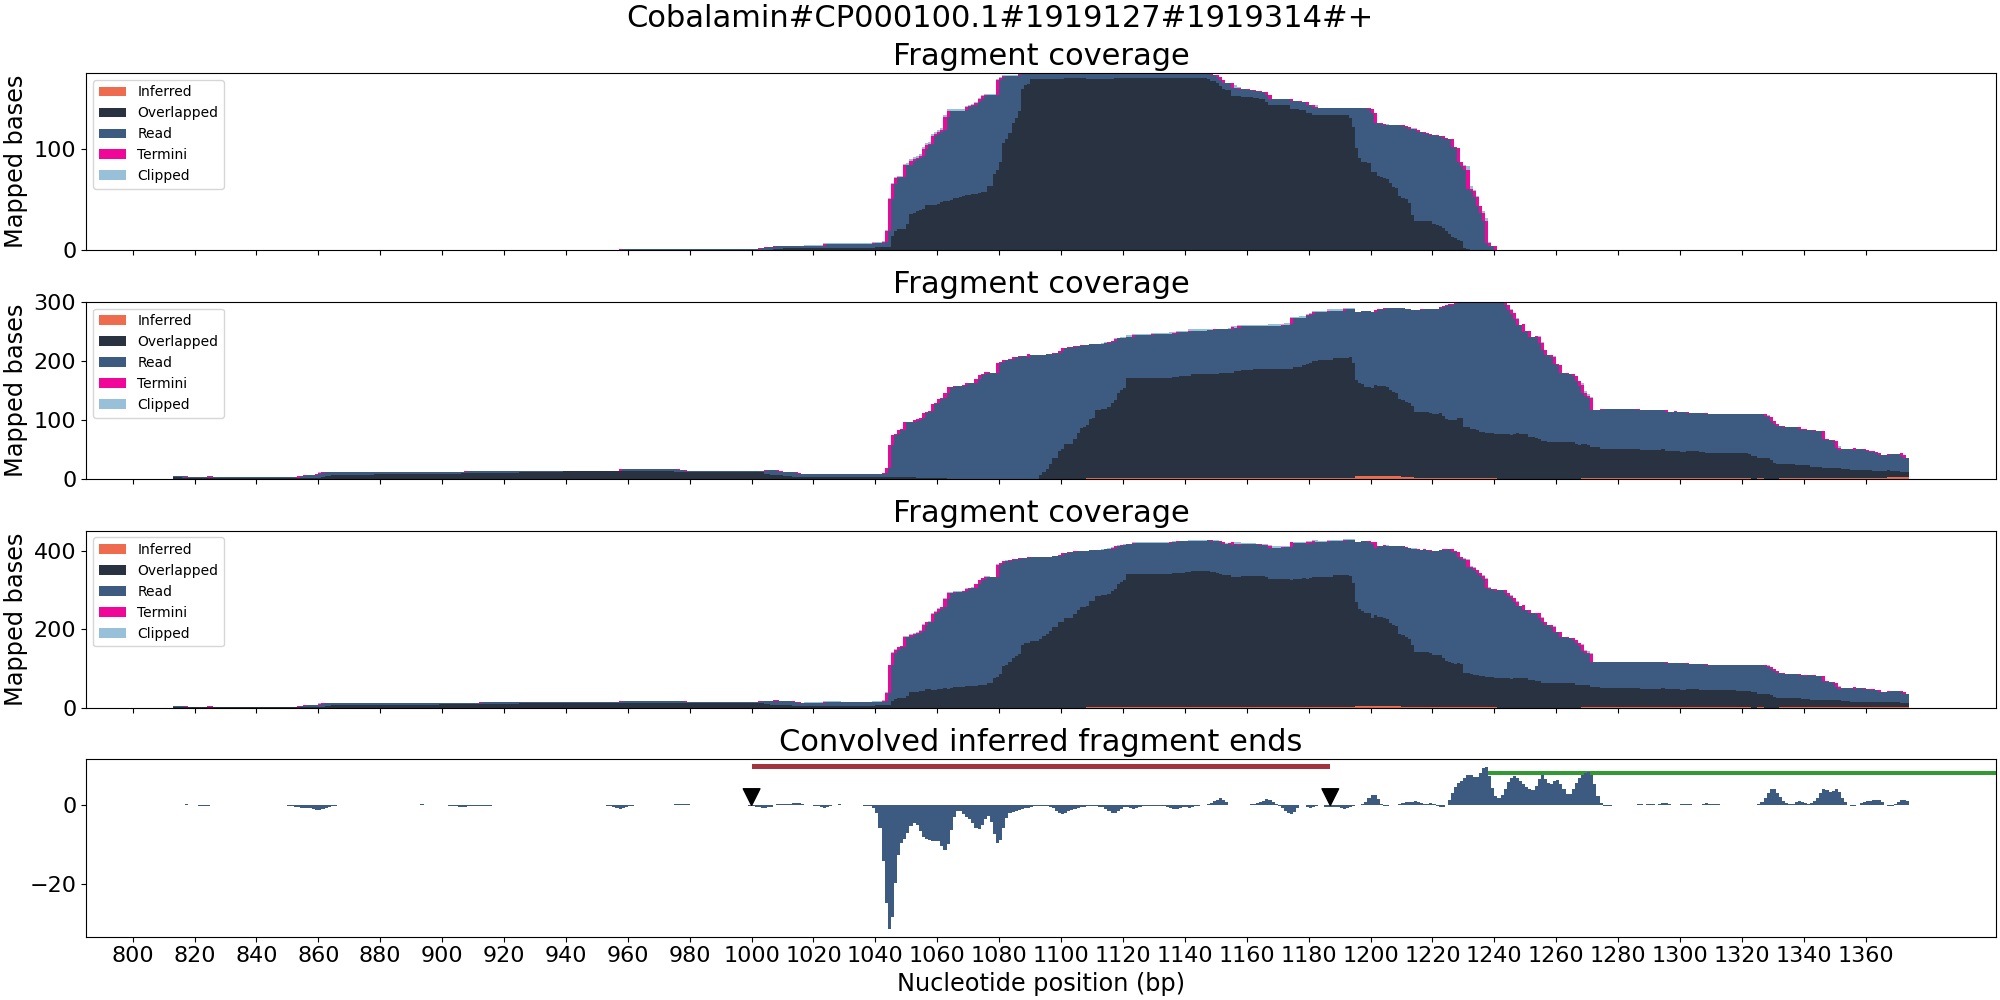 Cobalamin#CP000100.1#1919127#1919314#+
Fragment coverage
Mapped bases
100
0
Inferred
Overlapped
Read
Termini
Clipped
Fragment coverage
Mapped bases
300
200
100
0
Inferred
Overlapped
Read
Termini
Clipped
Fragment coverage
Mapped bases
400
200
0
Inferred
Overlapped
Read
Termini
Clipped
Convolved inferred fragment ends
0
−20
800 820 840 860 880 900 920 940 960 980 1000 1020 1040 1060 1080 1100 1120 1140 1160 1180 1200 1220 1240 1260 1280 1300 1320 1340 1360
Nucleotide position (bp)